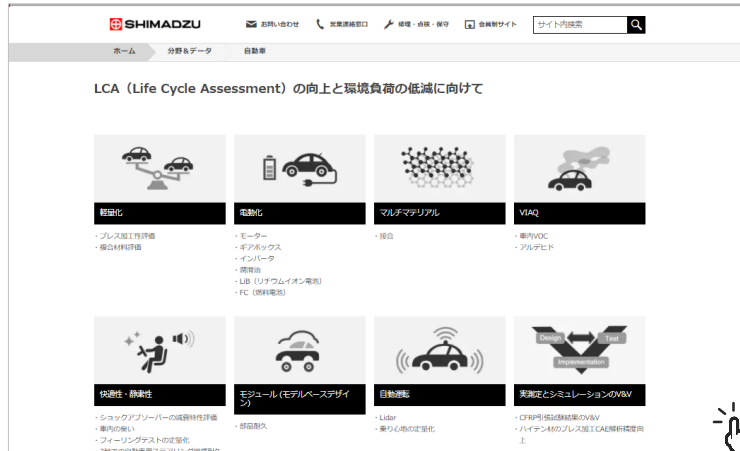 SHIMADZU
お問い合わせ 営業連絡窓口 修理・点検・保守 会員制サイト サイト内検索
ホーム 分野&データ 自動車
LCA（Life Cycle Assessment）の向上と環境負荷の低減に向けて
軽量化
・プレス加工性評価
・複合材料評価
電動化
・モーター
・ギアボックス
・インバータ
・潤滑油
・LiB（リチウムイオン電池）
・FC（燃料電池）
マルチマテリアル
・接合
VIAQ
・車内VOC
・アルデヒド
快適性・静粛性
・ショックアブソーバーの減衰特性評価
・車内の臭い
・フィーリングテストの定量化
モジュール (モデルベースデザイ
ン)
・部品耐久
自動運転
・Lidar
・乗り心地の定量化
Design
Test
Implementation
実測定とシミュレーションのV&V
・CFRP引張試験結果のV&V
・ハイテン材のプレス加工CAE解析精度向
上